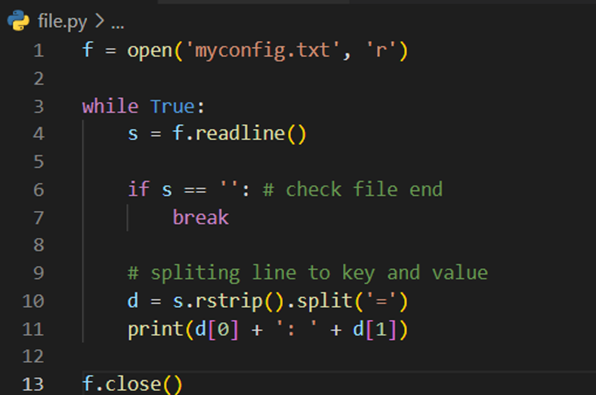 file.py > ...
1 f = open('myconfig.txt', 'r')
2
3 while True:
4     s = f.readline()
5
6     if s == '': # check file end
7         break
8
9     # spliting line to key and value
10     d = s.rstrip().split('=')
11     print(d[0] + ': ' + d[1])
12
13 f.close()